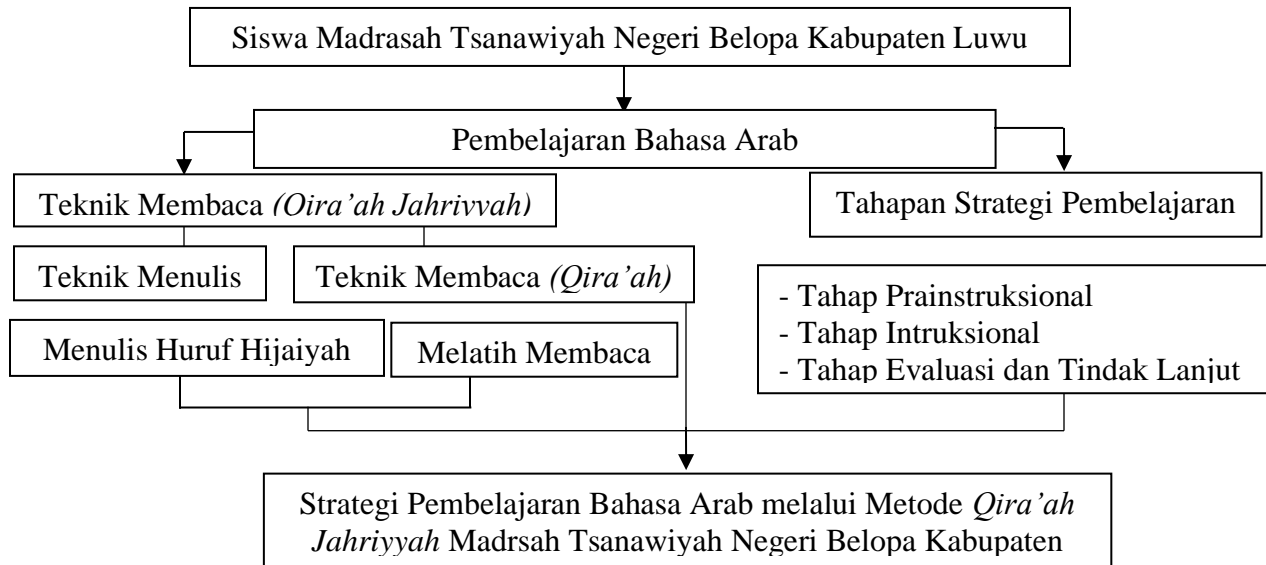 Siswa Madrasah Tsanawiyah Negeri Belopa Kabupaten Luwu
Pembelajaran Bahasa Arab
Teknik Membaca (Qira’ah Jahriyyah)
Tahapan Strategi Pembelajaran
Teknik Menulis
Teknik Membaca (Qira’ah)
- Tahap Prainstruksional
- Tahap Intruksional
- Tahap Evaluasi dan Tindak Lanjut
Menulis Huruf Hijaiyah
Melatih Membaca
Strategi Pembelajaran Bahasa Arab melalui Metode Qira’ah
Jahriyyah Madrsah Tsanawiyah Negeri Belopa Kabupaten